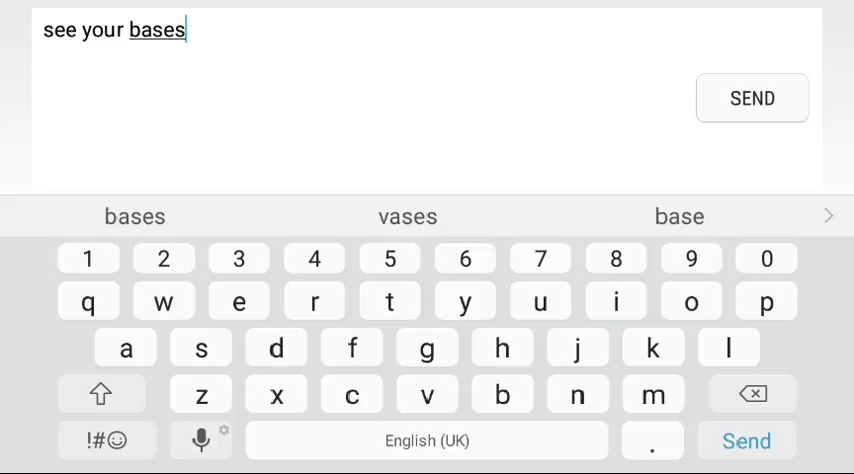 see your bases
SEND
bases vases base
1 2 3 4 5 6 7 8 9 0
q w e r t y u i o p
a s d f g h j k l
z x c v b n m
!#☺ English (UK) . Send